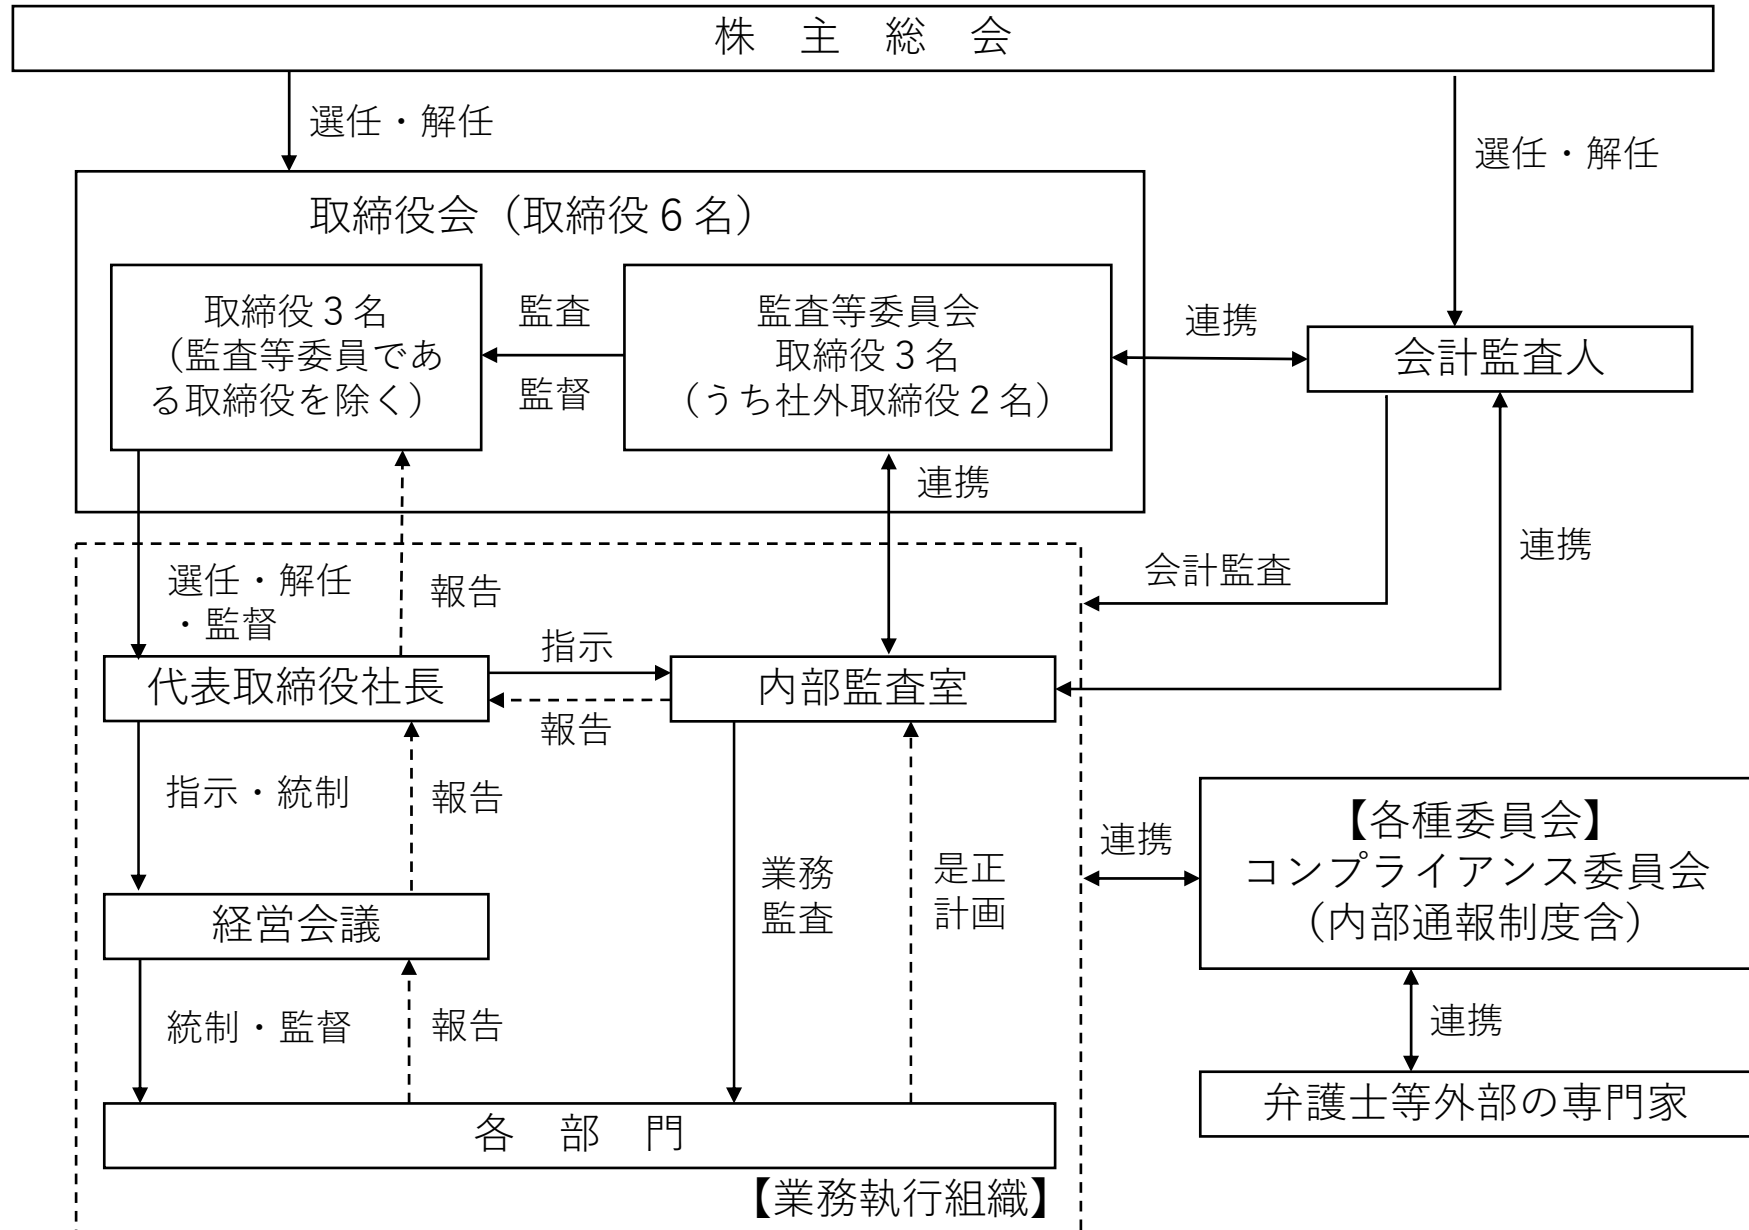 株　主　総　会
選任・解任
選任・解任
取締役会（取締役６名）
取締役３名
（監査等委員であ
る取締役を除く）
監査
監督
監査等委員会
取締役３名
（うち社外取締役２名）
連携
会計監査人
連携
連携
会計監査
選任・解任
・監督
報告
指示
代表取締役社長
内部監査室
報告
指示・統制
報告
業務
監査
是正
計画
連携
【各種委員会】
コンプライアンス委員会
（内部通報制度含）
経営会議
統制・監督
報告
連携
弁護士等外部の専門家
各　部　門
【業務執行組織】